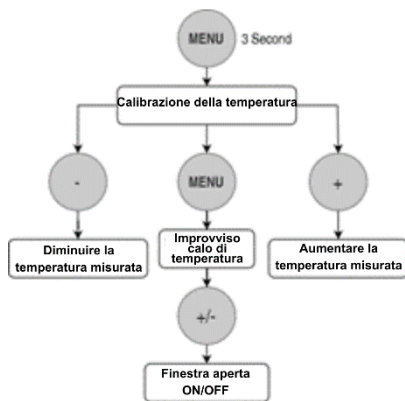 MENU 3 Second
Calibrazione della temperatura
- MENU +
Diminuire la
temperatura misurata
Improvviso
calo di
temperatura
Aumentare la
temperatura misurata
+/-
Finestra aperta
ON/OFF